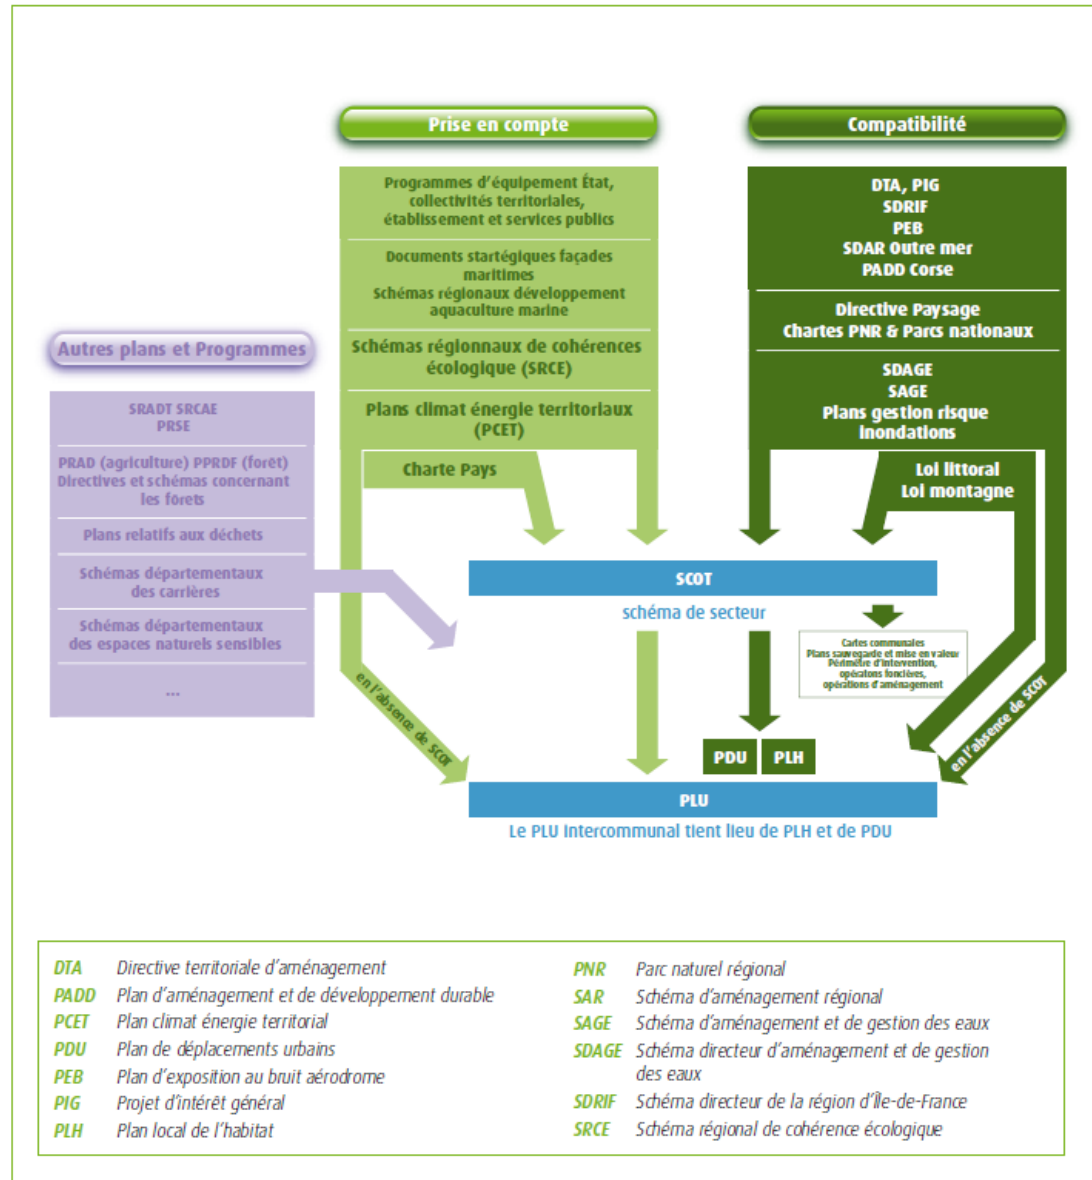 Prise en compte
Programmes d'équipement État,
collectivités territoriales,
établissement et services publics
Documents startégiques façades
maritimes
Schémas régionaux développement
aquaculture marine
Schémas régionnaux de cohérences
écologique (SRCE)
Plans climat énergie territoriaux
(PCET)
Charte Pays
Compatibilité
DTA, PIG
SDRIF
PEB
SDAR Outre mer
PADD Corse
Directive Paysage
Chartes PNR & Parcs nationaux
SDAGE
SAGE
Plans gestion risque
inondations
Loi littoral
Loi montagne
Autres plans et Programmes
SRADT SRCAE
PRSE
PRAD (agriculture) PPRDF (forêt)
Directives et schémas concernant
les forets
Plans relatifs aux déchets
Schémas départementaux
des carrières
Schémas départementaux
des espaces naturels sensibles
...
SCOT
schéma de secteur
Cartes communales
Plans sauvegarde et mise en valeur
Périmètre d'intervention,
opératons foncières,
opérations d'aménagement
en l'absence de SCOT
en l'absence de SCOT
PDU PLH
PLU
Le PLU intercommunal tient lieu de PLH et de PDU
DTA Directive territoriale d'aménagement
PADD Plan d'aménagement et de développement durable
PCET Plan climat énergie territorial
PDU Plan de déplacements urbains
PEB Plan d'exposition au bruit aérodrome
PIG Projet d'intérêt général
PLH Plan local de l'habitat
PNR Parc naturel régional
SAR Schéma d'aménagement régional
SAGE Schéma d'aménagement et de gestion des eaux
SDAGE Schéma directeur d'aménagement et de gestion
des eaux
SDRIF Schéma directeur de la région d'Île-de-France
SRCE Schéma régional de cohérence écologique